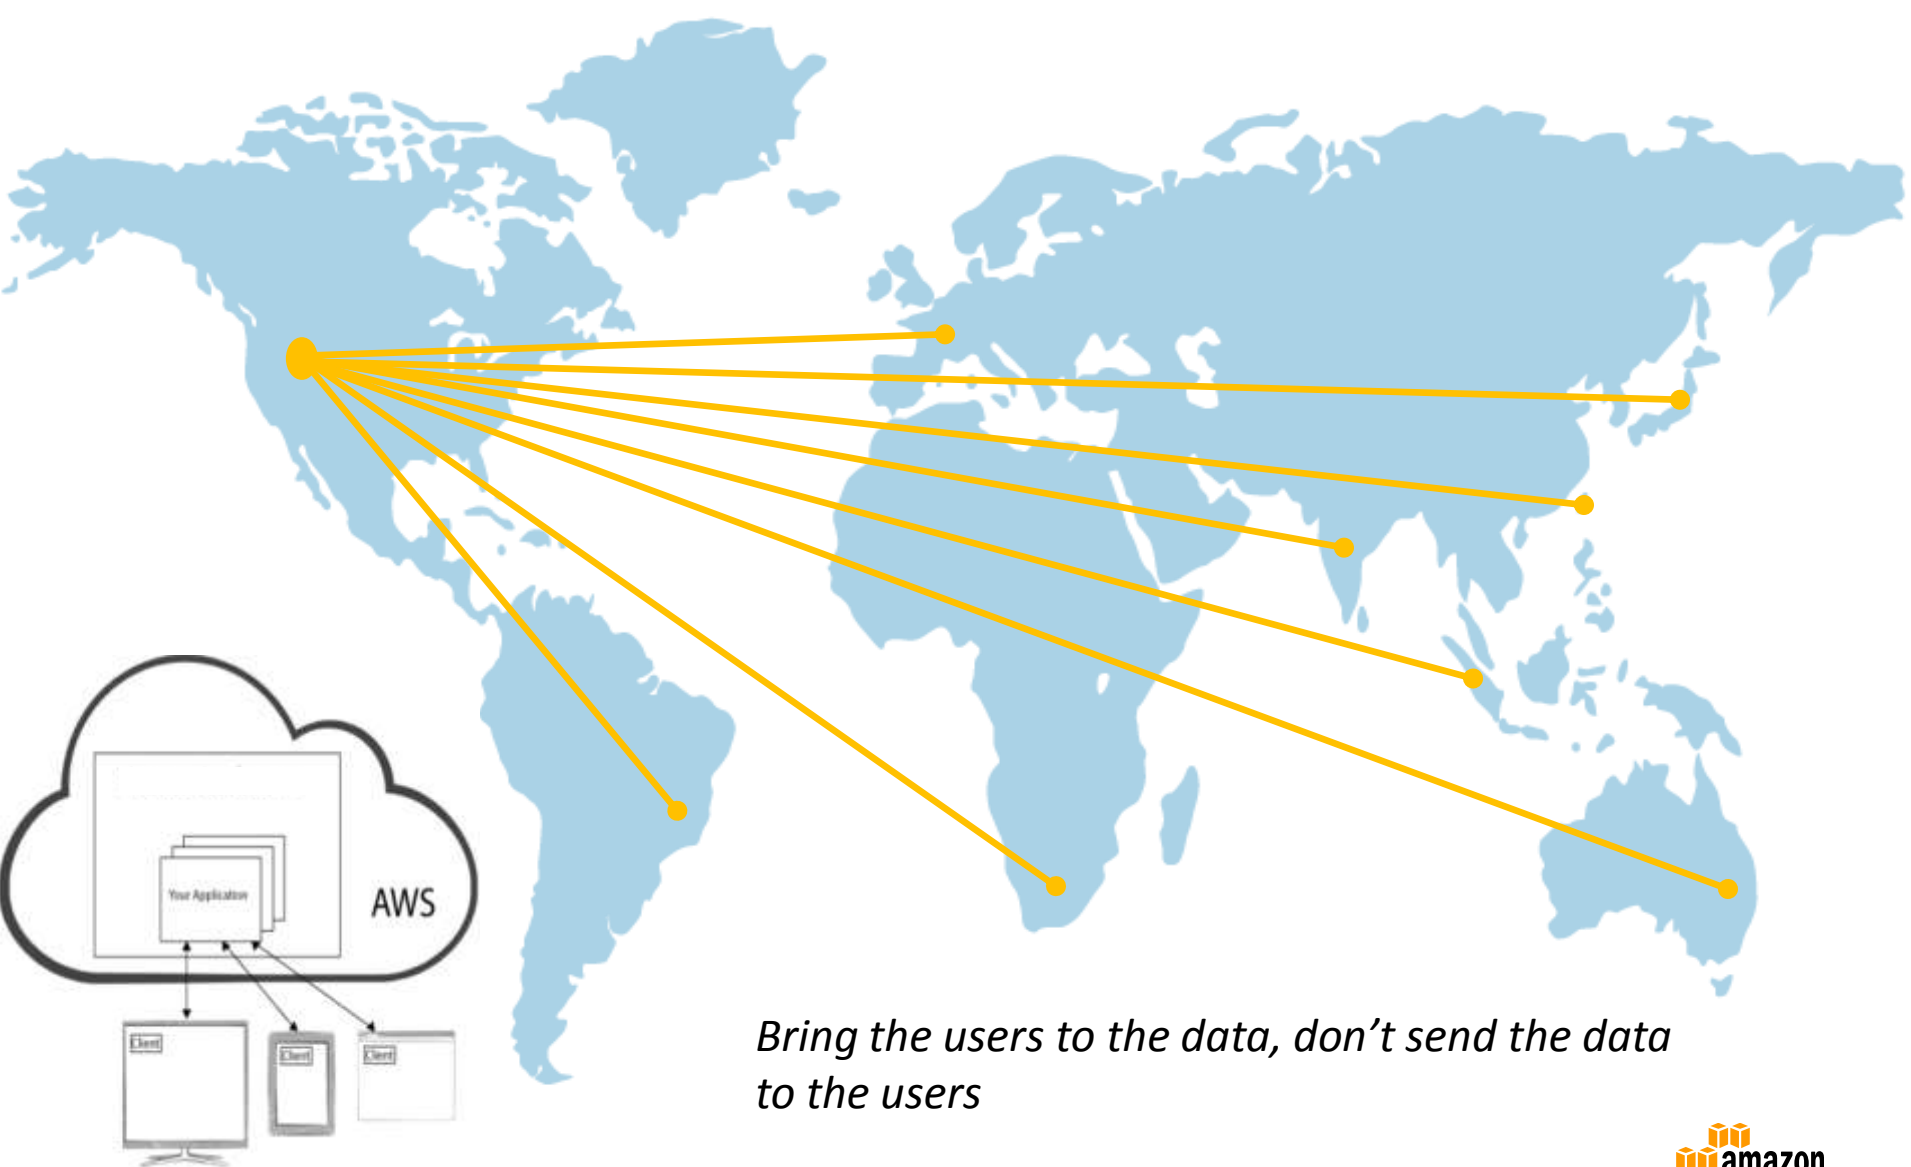 Your Application
AWS
Client
Client
Client
Bring the users to the data, don’t send the data
to the users
amazon